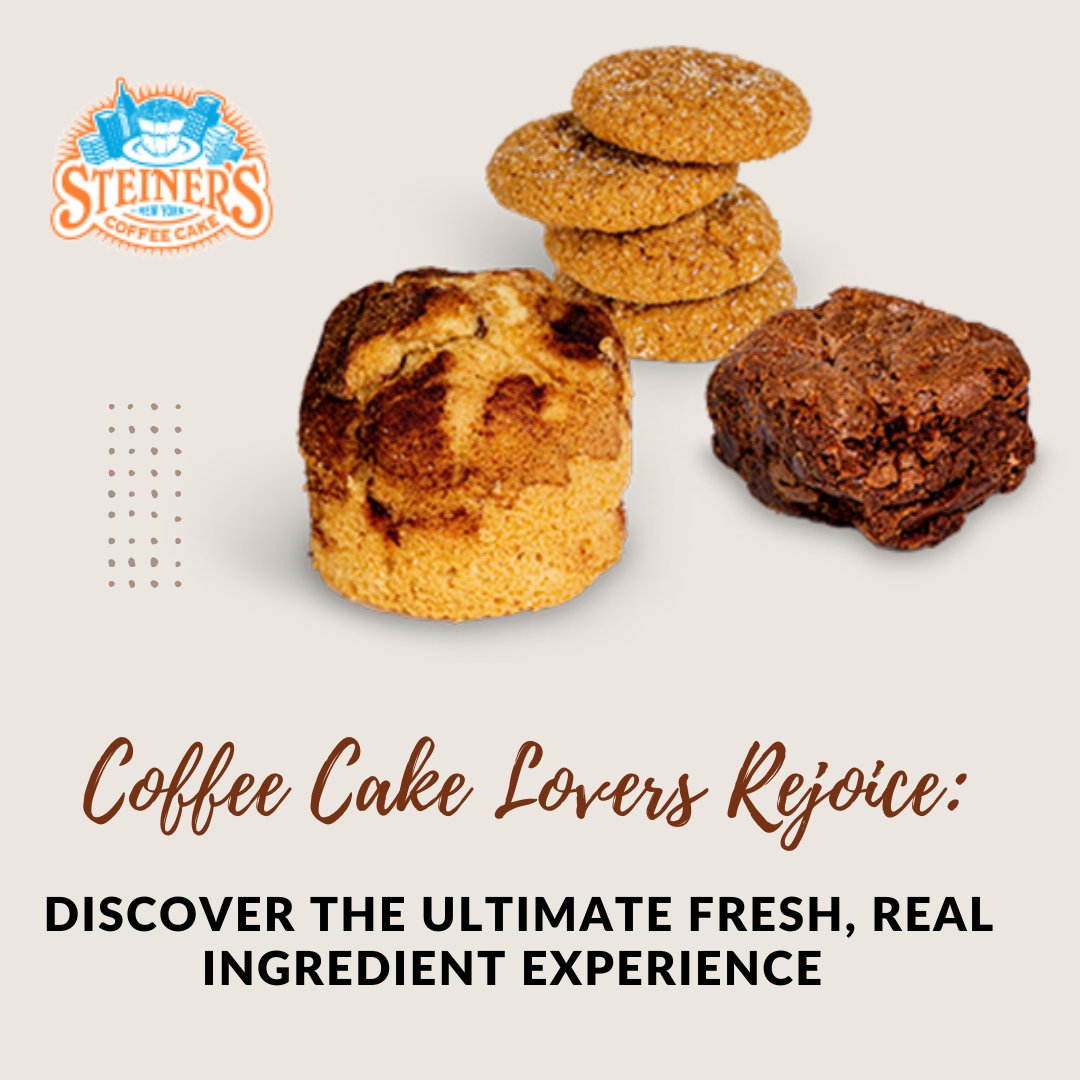 STEINER'S
NEW YORK
COFFEE CAKE
Coffee Cake Lovers Rejoice:
DISCOVER THE ULTIMATE FRESH, REAL
INGREDIENT EXPERIENCE